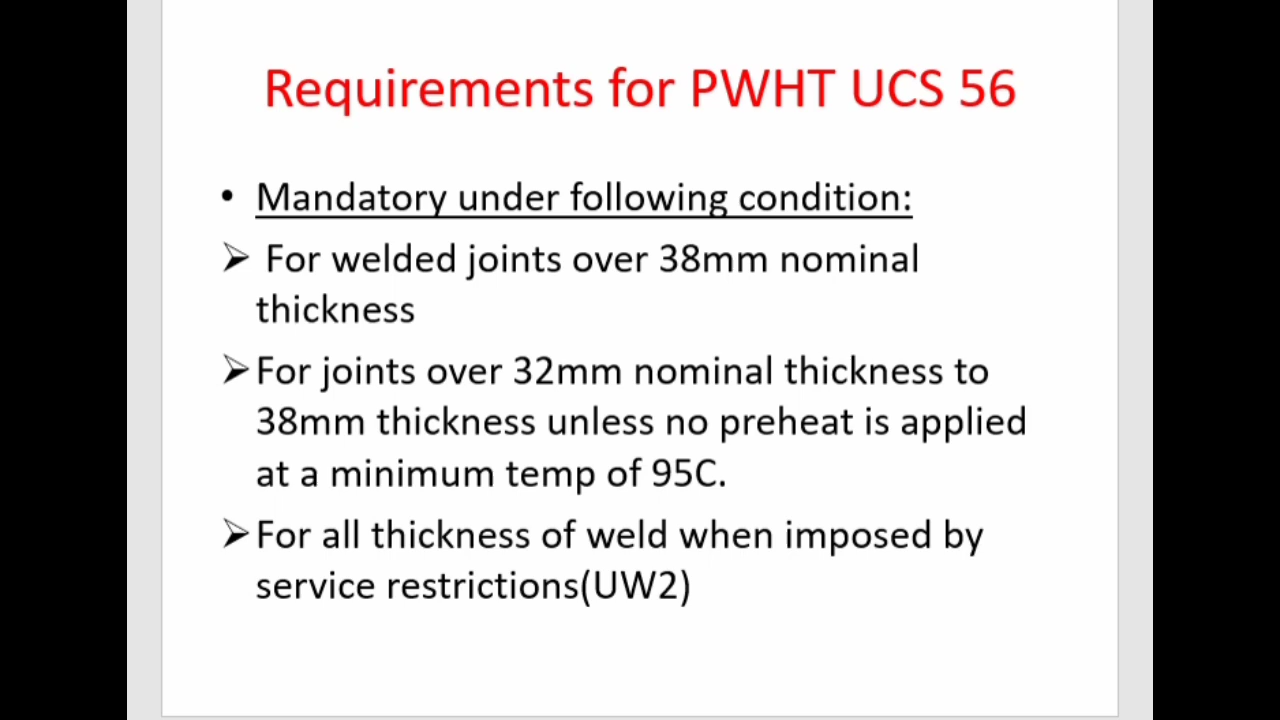 Requirements for PWHT UCS 56
• Mandatory under following condition:
➢ For welded joints over 38mm nominal
thickness
➢ For joints over 32mm nominal thickness to
38mm thickness unless no preheat is applied
at a minimum temp of 95C.
➢ For all thickness of weld when imposed by
service restrictions(UW2)